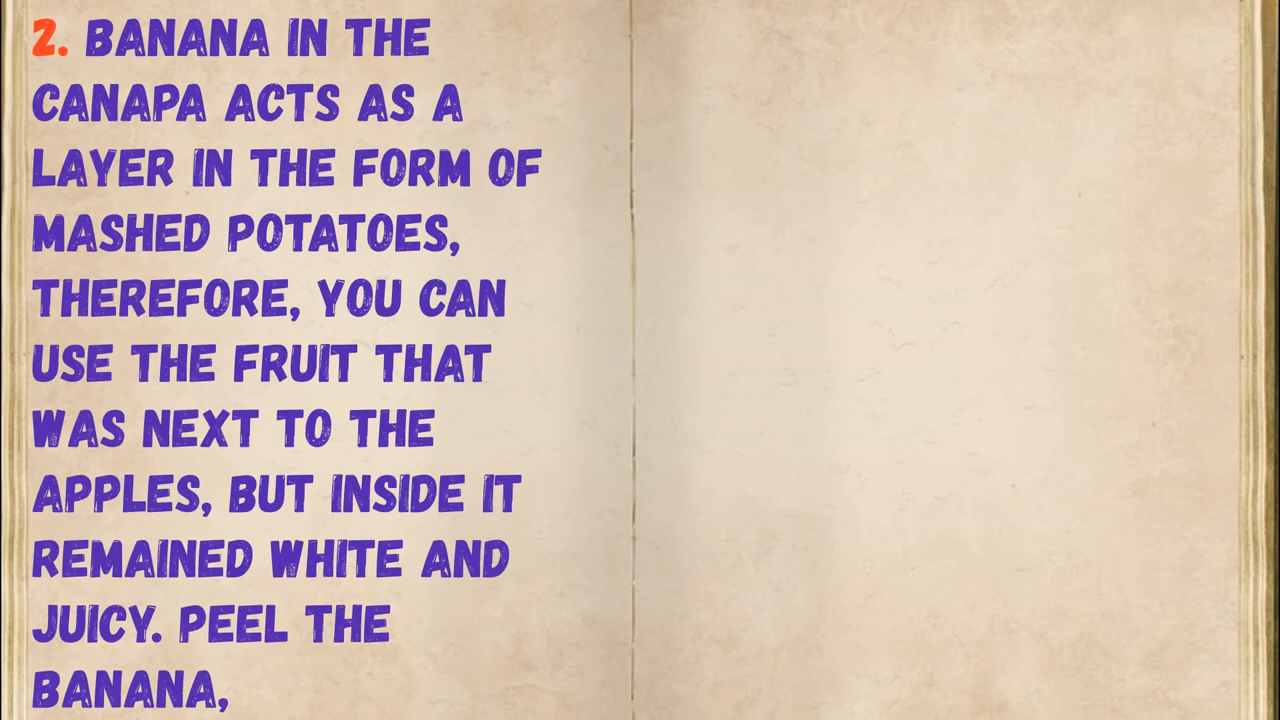 2. BANANA IN THE
CANAPA ACTS AS A
LAYER IN THE FORM OF
MASHED POTATOES,
THEREFORE, YOU CAN
USE THE FRUIT THAT
WAS NEXT TO THE
APPLES, BUT INSIDE IT
REMAINED WHITE AND
JUICY. PEEL THE
BANANA,